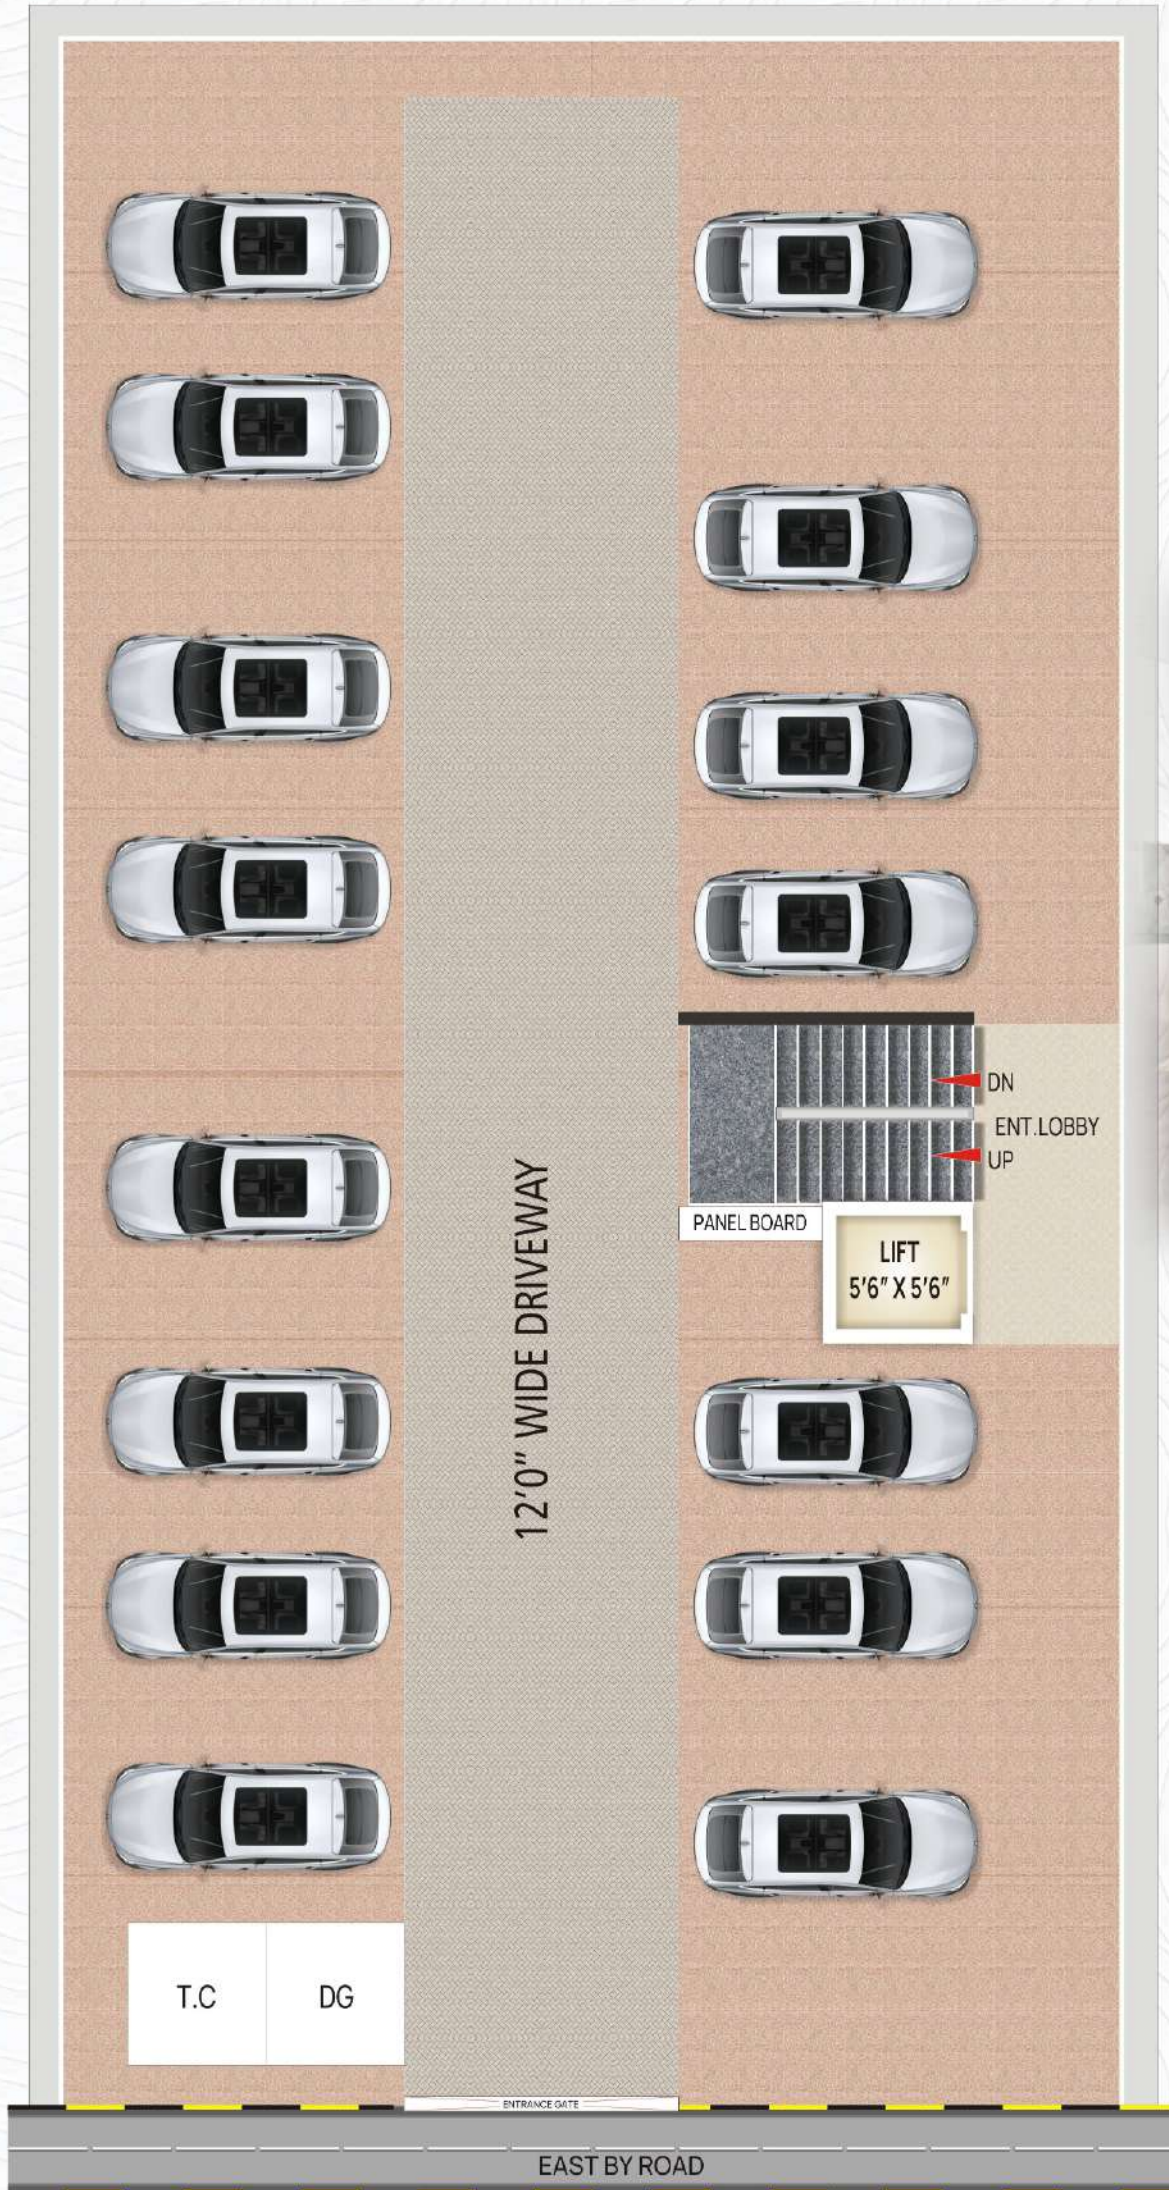 DN
ENT.LOBBY
UP
PANEL BOARD
LIFT
5'6" X 5'6"
12'0" WIDE DRIVEWAY
T.C
DG
ENTRANCE GATE
EAST BY ROAD